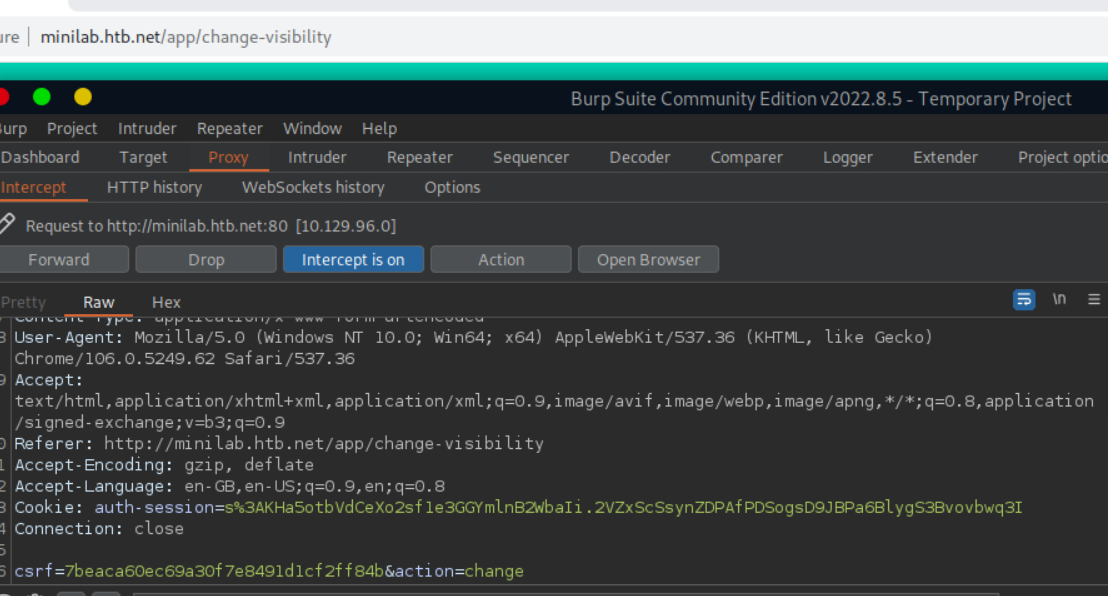 ure | minilab.htb.net/app/change-visibility
Burp Suite Community Edition v2022.8.5 - Temporary Project
Burp Project Intruder Repeater Window Help
Dashboard Target Proxy Intruder Repeater Sequencer Decoder Comparer Logger Extender Project optio
Intercept HTTP history WebSockets history Options
Request to http://minilab.htb.net:80 [10.129.96.0]
Forward Drop Intercept is on Action Open Browser
Pretty Raw Hex \n
Content-Type: application/x-www-form-urlencoded
8 User-Agent: Mozilla/5.0 (Windows NT 10.0; Win64; x64) AppleWebKit/537.36 (KHTML, like Gecko)
Chrome/106.0.5249.62 Safari/537.36
9 Accept:
text/html,application/xhtml+xml,application/xml;q=0.9,image/avif,image/webp,image/apng,*/*;q=0.8,application
/signed-exchange;v=b3;q=0.9
0 Referer: http://minilab.htb.net/app/change-visibility
1 Accept-Encoding: gzip, deflate
2 Accept-Language: en-GB,en-US;q=0.9,en;q=0.8
3 Cookie: auth-session=s%3AKHa5otbVdCeXo2sf1e3GGYmlnB2WbaIi.2VZxScSsynZDPAfPDSogsD9JBPa6BlygS3Bvovbwq3I
4 Connection: close
5
6 csrf=7beaca60ec69a30f7e8491d1cf2ff84b&action=change